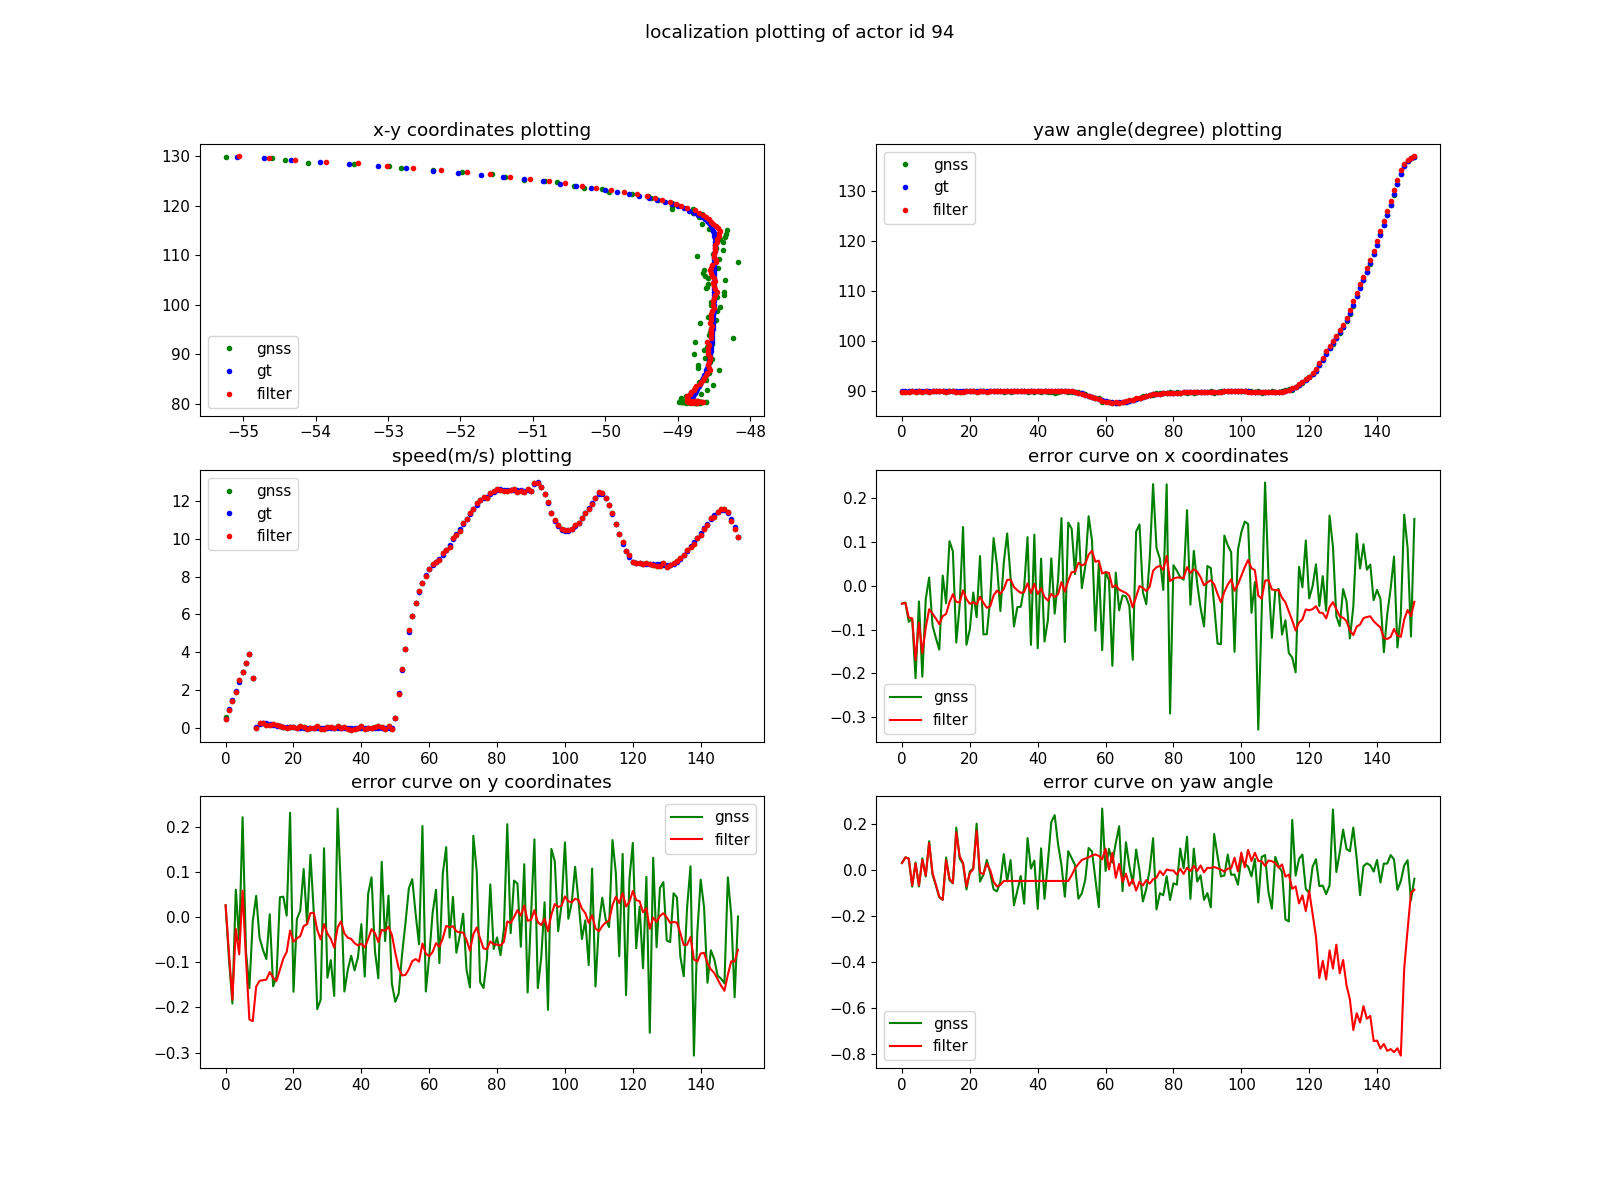 localization plotting of actor id 94
x-y coordinates plotting
130
120
110
100
90
80
−55 −54 −53 −52 −51 −50 −49 −48
gnss
gt
filter
yaw angle(degree) plotting
130
120
110
100
90
0 20 40 60 80 100 120 140
gnss
gt
filter
speed(m/s) plotting
12
10
8
6
4
2
0
0 20 40 60 80 100 120 140
gnss
gt
filter
error curve on x coordinates
0.2
0.1
0.0
−0.1
−0.2
−0.3
0 20 40 60 80 100 120 140
gnss
filter
error curve on y coordinates
0.2
0.1
0.0
−0.1
−0.2
−0.3
0 20 40 60 80 100 120 140
gnss
filter
error curve on yaw angle
0.2
0.0
−0.2
−0.4
−0.6
−0.8
0 20 40 60 80 100 120 140
gnss
filter